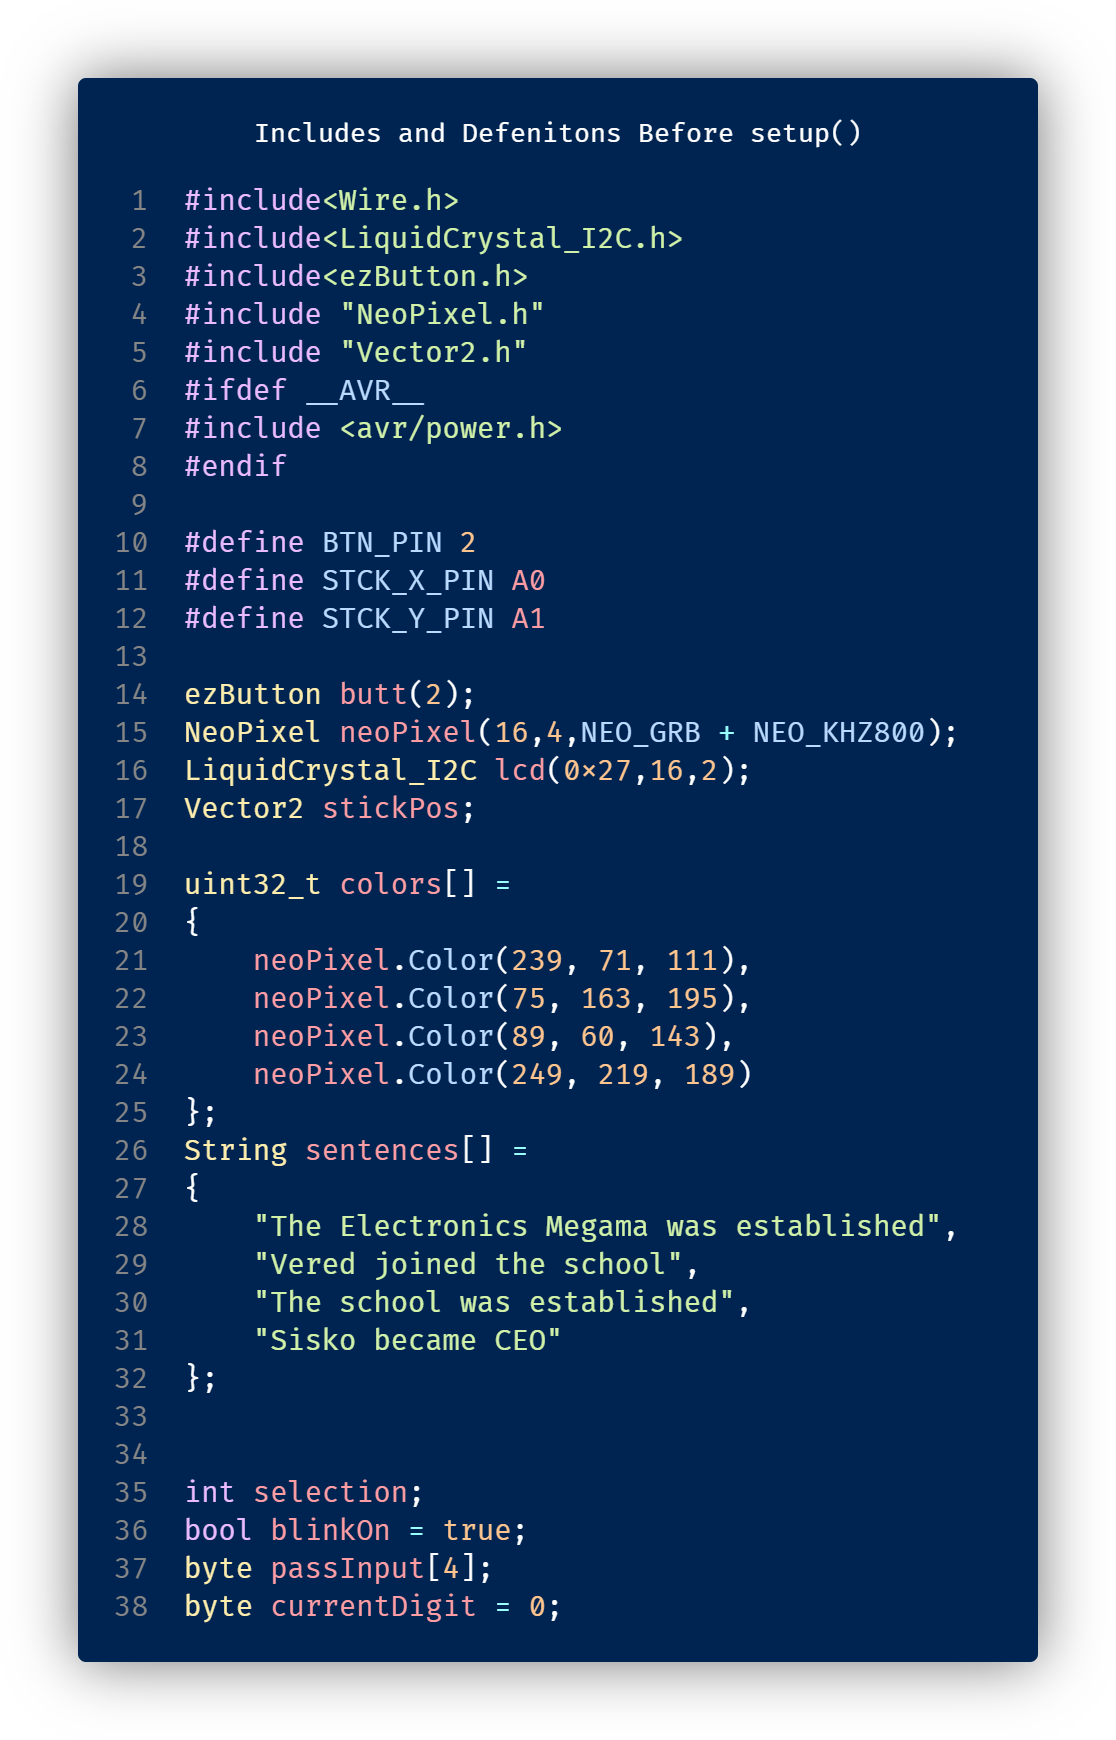 Includes and Defenitons Before setup()
1 #include<Wire.h>
2 #include<LiquidCrystal_I2C.h>
3 #include<ezButton.h>
4 #include "NeoPixel.h"
5 #include "Vector2.h"
6 #ifdef __AVR__
7 #include <avr/power.h>
8 #endif
9
10 #define BTN_PIN 2
11 #define STCK_X_PIN A0
12 #define STCK_Y_PIN A1
13
14 ezButton butt(2);
15 NeoPixel neoPixel(16,4,NEO_GRB + NEO_KHZ800);
16 LiquidCrystal_I2C lcd(0×27,16,2);
17 Vector2 stickPos;
18
19 uint32_t colors[] =
20 {
21     neoPixel.Color(239, 71, 111),
22     neoPixel.Color(75, 163, 195),
23     neoPixel.Color(89, 60, 143),
24     neoPixel.Color(249, 219, 189)
25 };
26 String sentences[] =
27 {
28     "The Electronics Megama was established",
29     "Vered joined the school",
30     "The school was established",
31     "Sisko became CEO"
32 };
33
34
35 int selection;
36 bool blinkOn = true;
37 byte passInput[4];
38 byte currentDigit = 0;